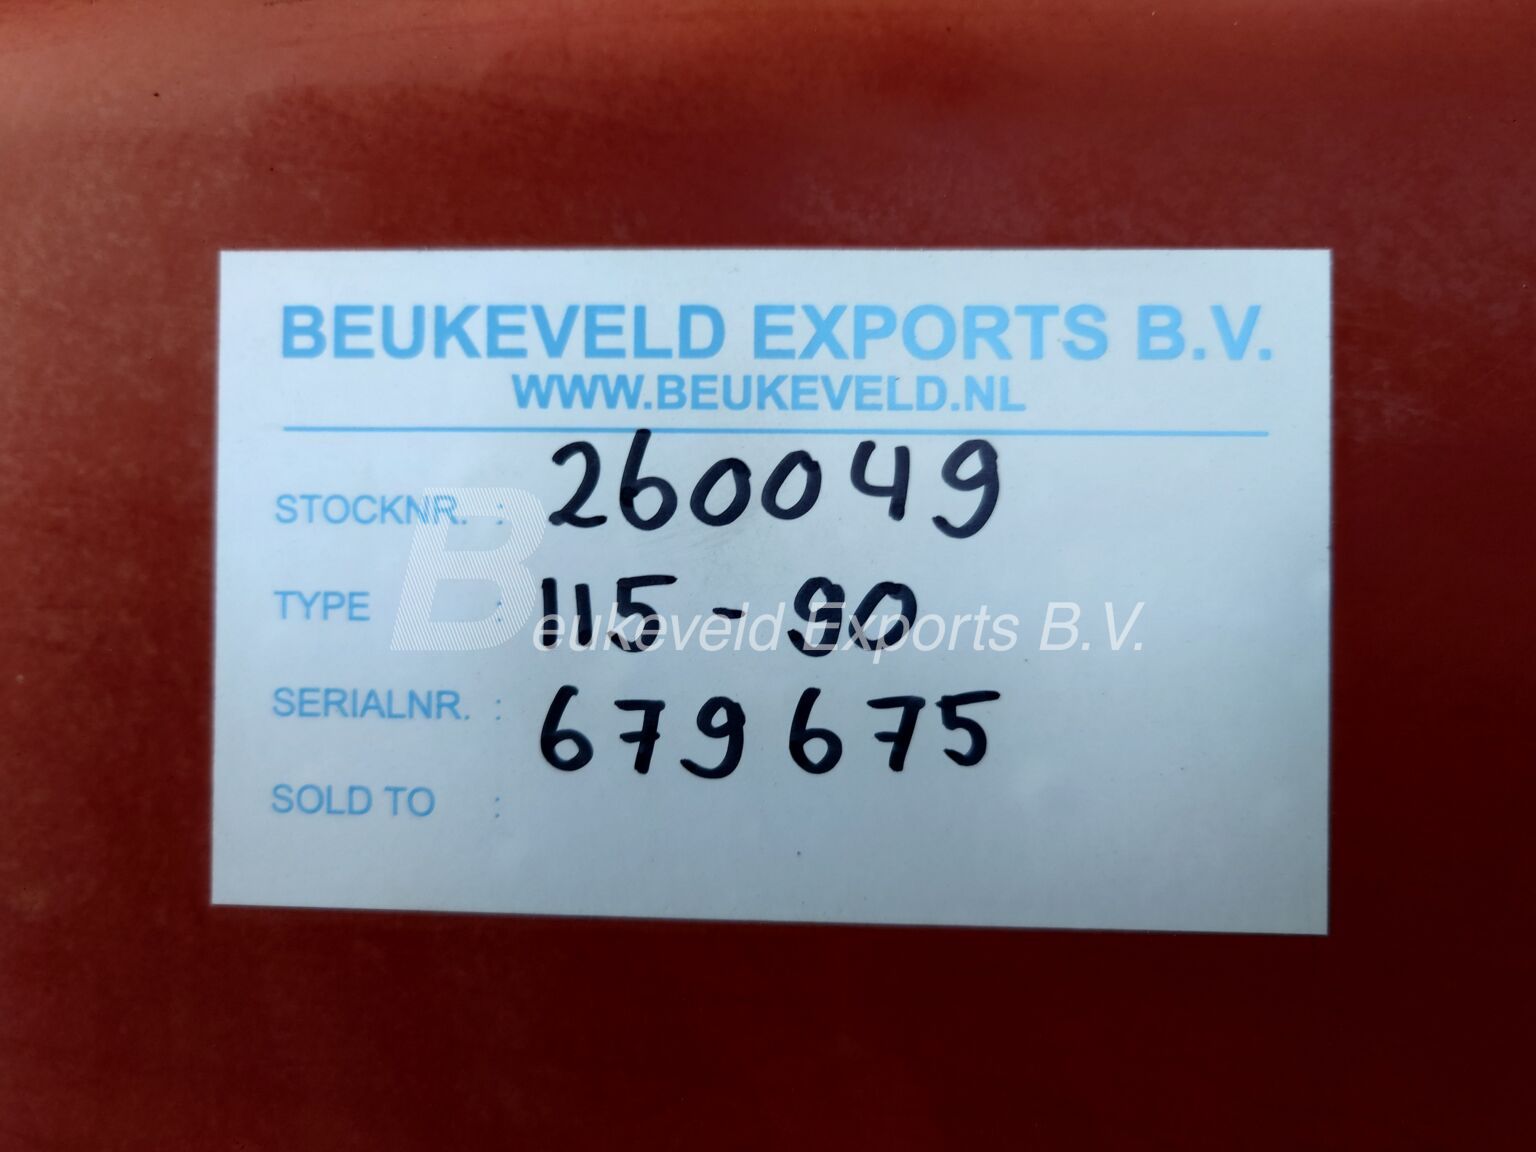 BEUKEVELD EXPORTS B.V.
WWW.BEUKEVELD.NL
STOCKNR. : 260049
TYPE : 115-90
SERIALNR. : 679675
SOLD TO :
Beukeveld Exports B.V.